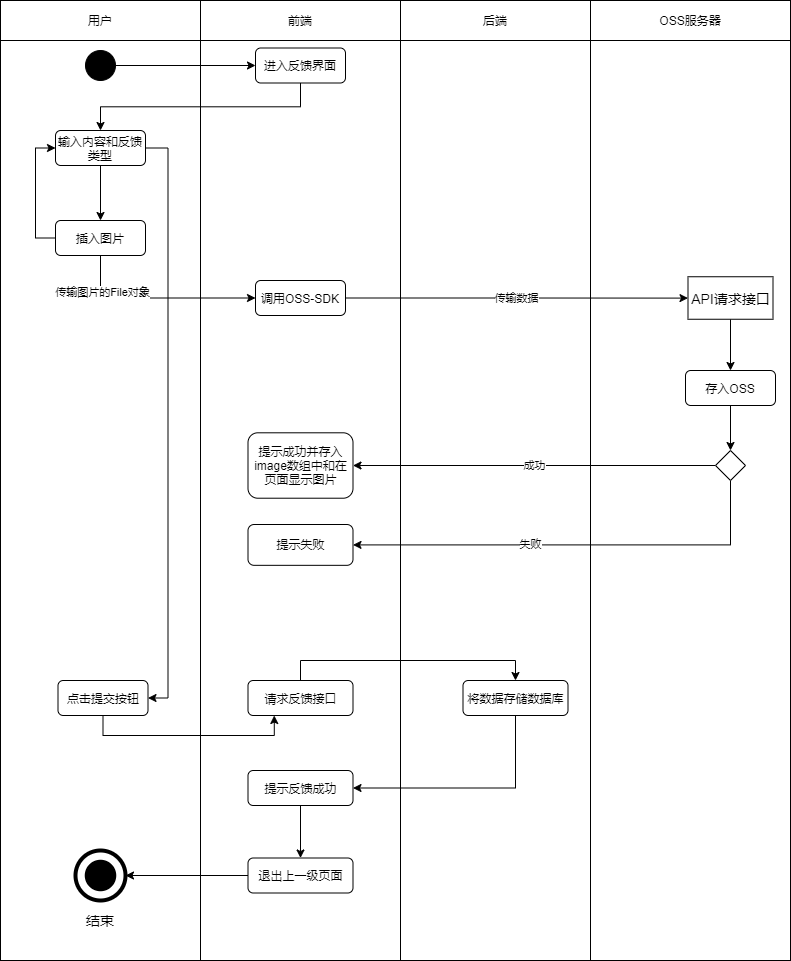 用户
前端
后端
OSS服务器
进入反馈界面
输入内容和反馈
类型
插入图片
传输图片的File对象
调用OSS-SDK
传输数据
API请求接口
存入OSS
提示成功并存入
image数组中和在
页面显示图片
成功
提示失败
失败
点击提交按钮
请求反馈接口
将数据存储数据库
提示反馈成功
退出上一级页面
结束